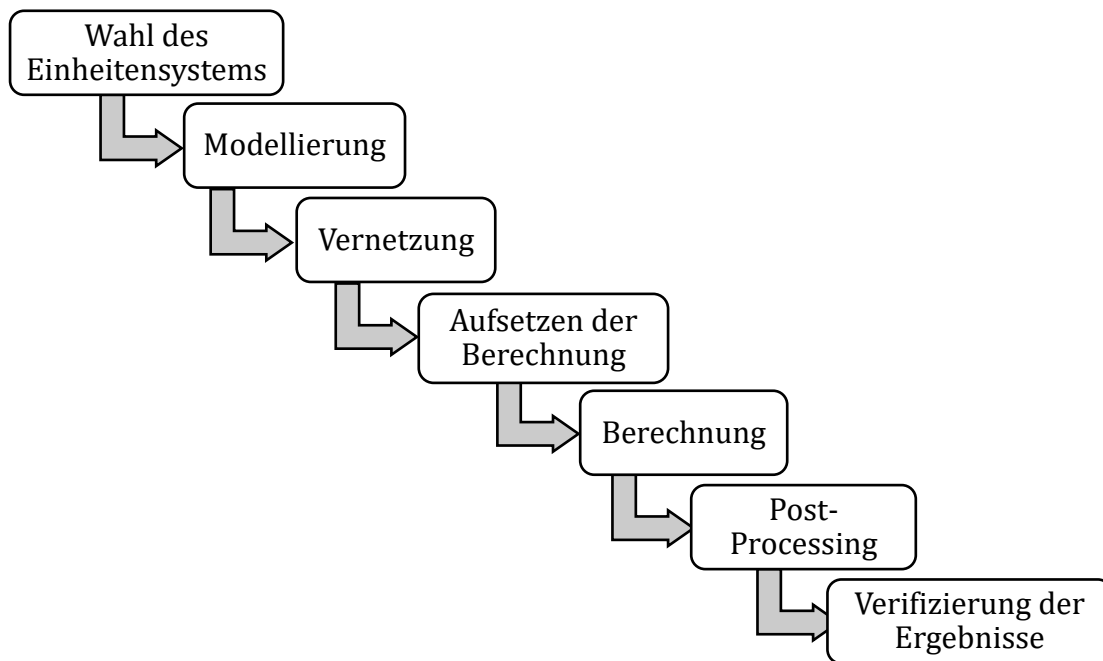 Wahl des
Einheitensystems
Modellierung
Vernetzung
Aufsetzen der
Berechnung
Berechnung
Post-
Processing
Verifizierung der
Ergebnisse